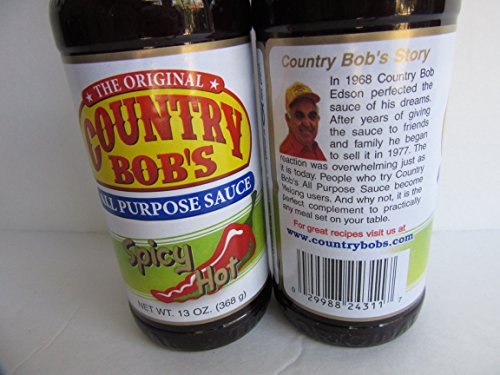 THE ORIGINAL
COUNTRY
BOB'S
ALL PURPOSE SAUCE
Spicy
Hot
NET WT. 13 OZ. (368 g)
Country Bob's Story
In 1968 Country Bob
Edson perfected the
sauce of his dreams.
After years of giving
the sauce to friends
and family he began
to sell it in 1977. The
reaction was overwhelming just as
it is today. People who try Country
Bob's All Purpose Sauce become
lifelong users. And why not, it is the
perfect complement to practically
any meal set on your table.
For great recipes visit us at
www.countrybobs.com
0 29988 24311 7